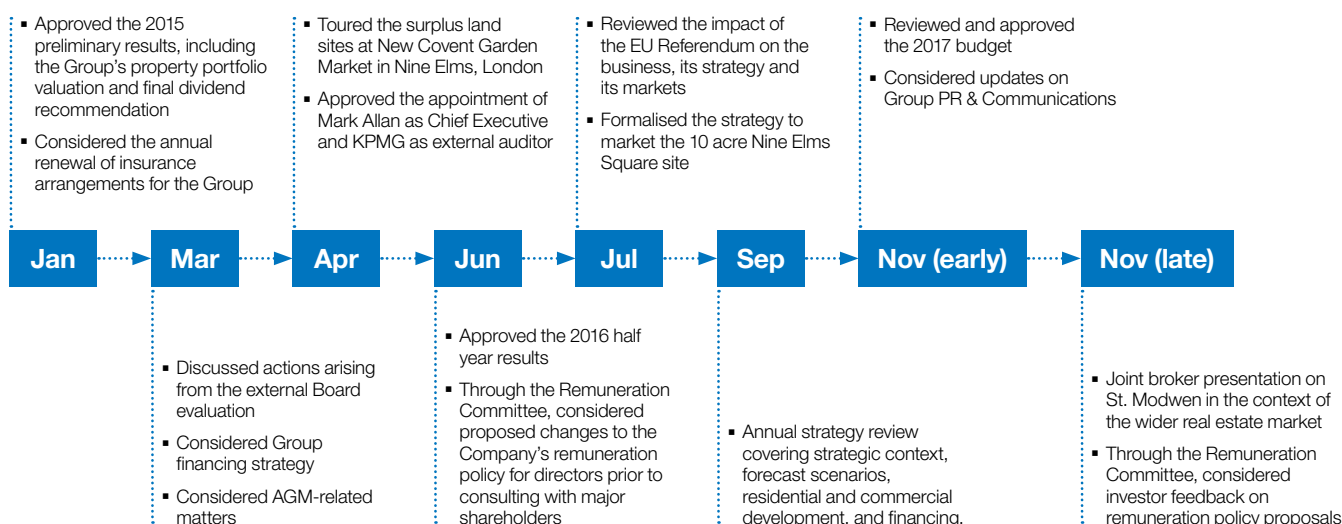 ▪ Approved the 2015
preliminary results, including
the Group's property portfolio
valuation and final dividend
recommendation
▪ Considered the annual
renewal of insurance
arrangements for the Group
▪ Toured the surplus land
sites at New Covent Garden
Market in Nine Elms, London
▪ Approved the appointment of
Mark Allan as Chief Executive
and KPMG as external auditor
▪ Reviewed the impact of
the EU Referendum on the
business, its strategy and
its markets
▪ Formalised the strategy to
market the 10 acre Nine Elms
Square site
▪ Reviewed and approved
the 2017 budget
▪ Considered updates on
Group PR & Communications
Jan
Mar
Apr
Jun
Jul
Sep
Nov (early)
Nov (late)
▪ Discussed actions arising
from the external Board
evaluation
▪ Considered Group
financing strategy
▪ Considered AGM-related
matters
▪ Approved the 2016 half
year results
▪ Through the Remuneration
Committee, considered
proposed changes to the
Company's remuneration
policy for directors prior to
consulting with major
shareholders
▪ Annual strategy review
covering strategic context,
forecast scenarios,
residential and commercial
development, and financing.
▪ Joint broker presentation on
St. Modwen in the context of
the wider real estate market
▪ Through the Remuneration
Committee, considered
investor feedback on
remuneration policy proposals